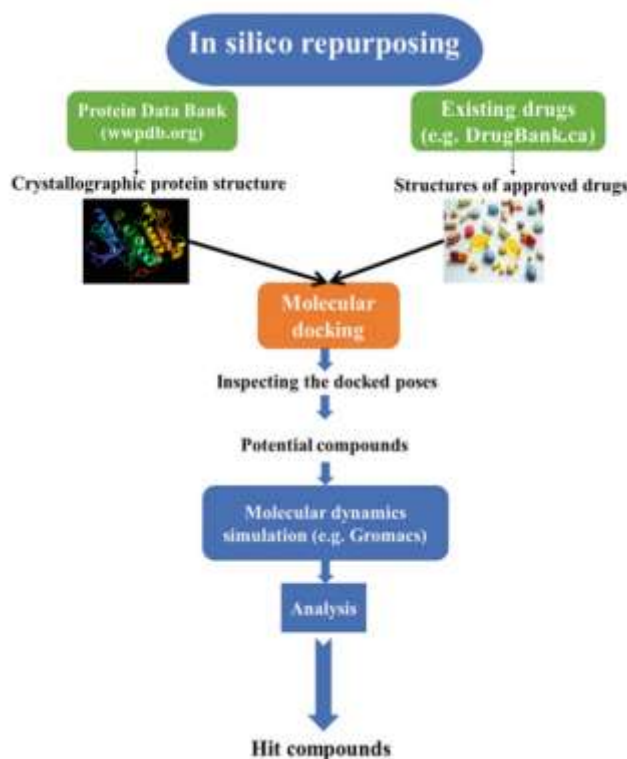 In silico repurposing
Protein Data Bank
(wwpdb.org)
Existing drugs
(e.g. DrugBank.ca)
Crystallographic protein structure
Structures of approved drugs
Molecular
docking
Inspecting the docked poses
Potential compounds
Molecular dynamics
simulation (e.g. Gromacs)
Analysis
Hit compounds